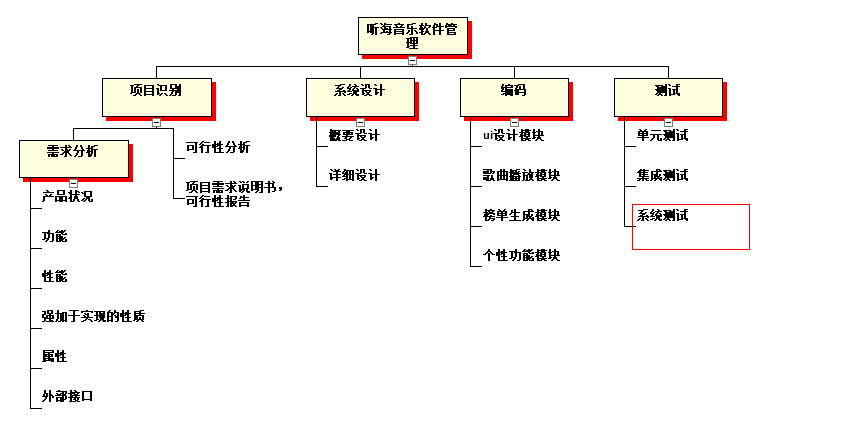 听海音乐软件管
理
项目识别
系统设计
编码
测试
需求分析
可行性分析
项目需求说明书，
可行性报告
产品状况
功能
性能
强加于实现的性质
属性
外部接口
概要设计
详细设计
ui设计模块
歌曲播放模块
榜单生成模块
个性功能模块
单元测试
集成测试
系统测试